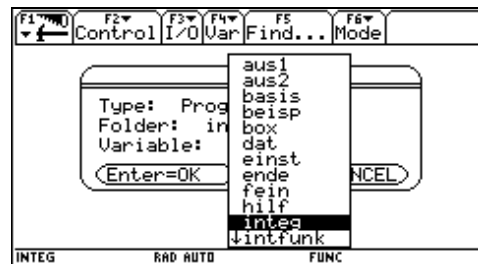 F1 F2 F3 F4 F5 F6
Control I/O Var Find... Mode
aus1
aus2
Type: Prog basis
beisp
Folder: in box
Variable: dat
einst
Enter=OK ende NCEL
fein
hilf
integ
↓intfunk
INTEG RAD AUTO FUNC